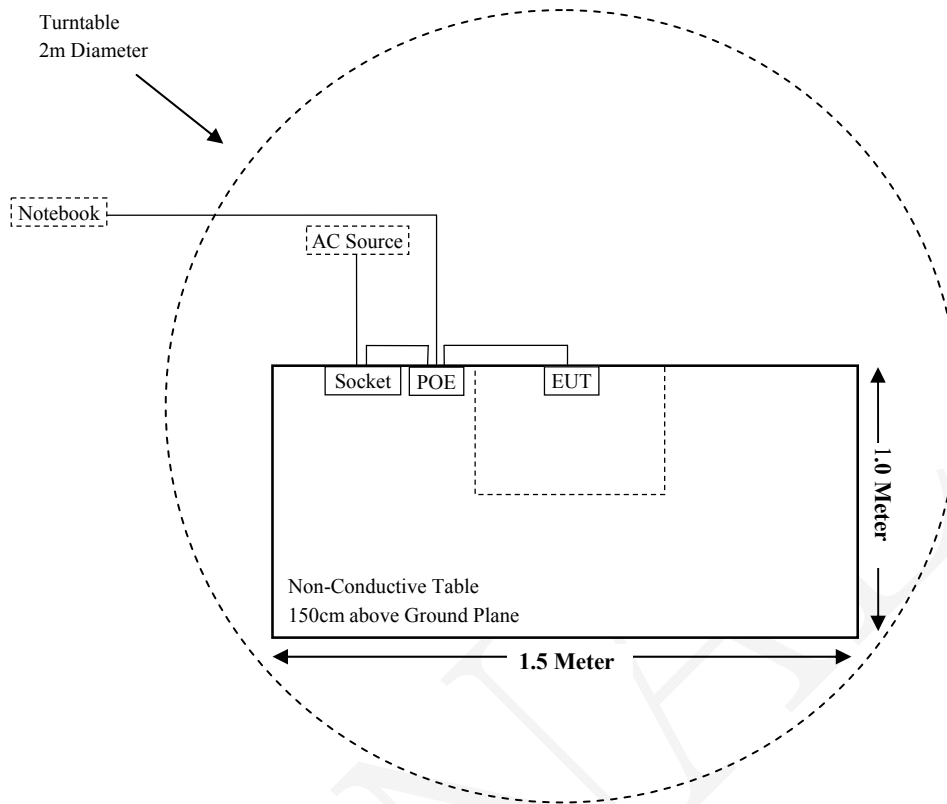 Turntable
2m Diameter
Notebook
AC Source
Socket
POE
EUT
1.0 Meter
Non-Conductive Table
150cm above Ground Plane
1.5 Meter